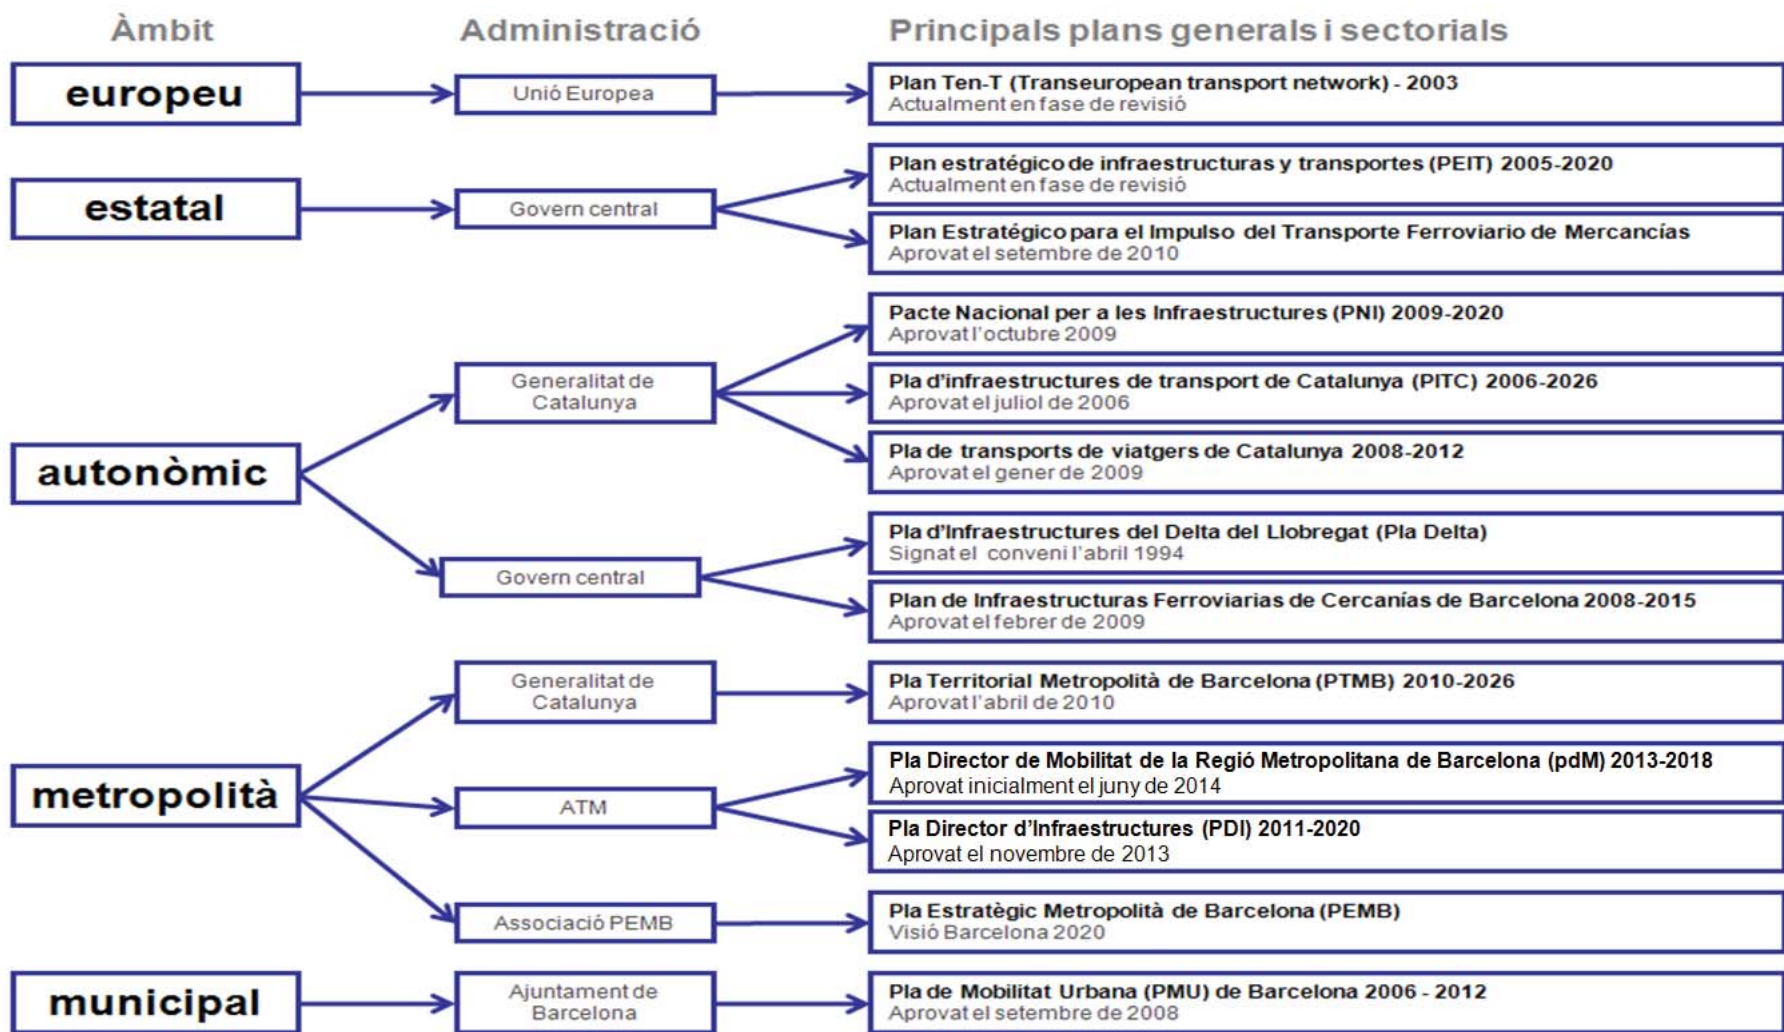 Àmbit
Administració
Principals plans generals i sectorials
europeu
Unió Europea
Plan Ten-T (Transeuropean transport network) - 2003
Actualment en fase de revisió
estatal
Govern central
Plan estratégico de infraestructuras y transportes (PEIT) 2005-2020
Actualment en fase de revisió
Plan Estratégico para el Impulso del Transporte Ferroviario de Mercancías
Aprovat el setembre de 2010
autonòmic
Generalitat de
Catalunya
Pacte Nacional per a les Infraestructures (PNI) 2009-2020
Aprovat l'octubre 2009
Pla d'infraestructures de transport de Catalunya (PITC) 2006-2026
Aprovat el juliol de 2006
Pla de transports de viatgers de Catalunya 2008-2012
Aprovat el gener de 2009
Govern central
Pla d'Infraestructures del Delta del Llobregat (Pla Delta)
Signat el conveni l'abril 1994
Plan de Infraestructuras Ferroviarias de Cercanías de Barcelona 2008-2015
Aprovat el febrer de 2009
metropolità
Generalitat de
Catalunya
Pla Territorial Metropolità de Barcelona (PTMB) 2010-2026
Aprovat l'abril de 2010
ATM
Pla Director de Mobilitat de la Regió Metropolitana de Barcelona (pdM) 2013-2018
Aprovat inicialment el juny de 2014
Pla Director d'Infraestructures (PDI) 2011-2020
Aprovat el novembre de 2013
Associació PEMB
Pla Estratègic Metropolità de Barcelona (PEMB)
Visió Barcelona 2020
municipal
Ajuntament de
Barcelona
Pla de Mobilitat Urbana (PMU) de Barcelona 2006 - 2012
Aprovat el setembre de 2008